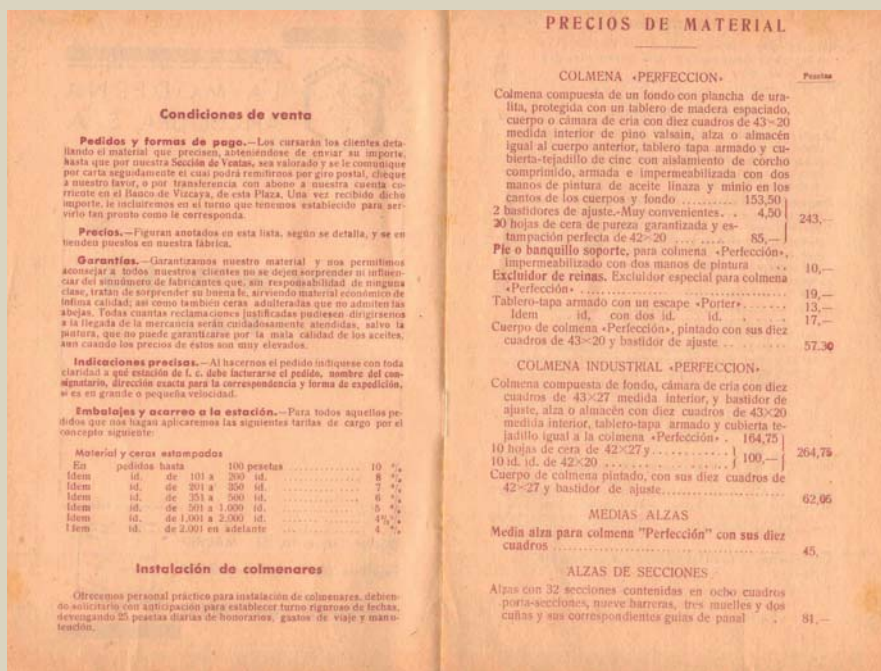 Condiciones de venta
Pedidos y formas de pago.—Los cursarán los clientes deta-
llando el material que precisen, absteniéndose de enviar su importe,
hasta que por nuestra Sección de Ventas, sea valorado y se le comunique
por carta seguidamente el cual podrá remitirnos por giro postal, cheque
a nuestro favor, o por transferencia con abono a nuestra cuenta co-
rriente en el Banco de Vizcaya, de esta Plaza. Una vez recibido dicho
importe, le incluiremos en el turno que tenemos establecido para ser-
virlo tan pronto como le corresponda.
Precios.—Figuran anotados en esta lista, según se detalla, y se en
tienden puestos en nuestra fábrica.
Garantías.—Garantizamos nuestro material y nos permitimos
aconsejar a todos nuestros clientes no se dejen sorprender ni influen-
ciar del sinnúmero de fabricantes que, sin responsabilidad de ninguna
clase, tratan de sorprender su buena fe, sirviendo material económico de
ínfima calidad; así como también ceras adulteradas que no admiten las
abejas. Todas cuantas reclamaciones justificadas pudiesen dirigirsenos
a la llegada de la mercancía serán cuidadosamente atendidas, salvo la
pintura, que no puede garantizarse por la mala calidad de los aceites,
aun cuando los precios de éstos son muy elevados.
Indicaciones precisas.—Al hacernos el pedido indíquese con toda
claridad a qué estación de f. c. debe facturarse el pedido, nombre del con-
signatario, dirección exacta para la correspondencia y forma de expedición,
si es en grande o pequeña velocidad.
Embalajes y acarreo a la estación.—Para todos aquellos pe-
didos que nos hagan aplicaremos las siguientes tarifas de cargo por el
concepto siguiente:
Material y ceras estampadas
En pedidos hasta 100 pesetas 10 %
Idem id. de 101 a 200 id. 8 %
Idem id. de 201 a 350 id. 7 %
Idem id. de 351 a 500 id. 6 %
Idem id. de 501 a 1.000 id. 5 %
Idem id. de 1.001 a 2.000 id.
Idem id. de 2.001 en adelante 4
Instalación de colmenares
Ofrecemos personal práctico para instalación de colmenares, debien-
do solicitarlo con anticipación para establecer turno riguroso de fechas,
devengando 25 pesetas diarias de honorarios, gastos de viaje y manu-
tención.
PRECIOS DE MATERIAL
COLMENA «PERFECCION» Pesetas
Colmena compuesta de un fondo con plancha de ura-
lita, protegida con un tablero de madera espaciado,
cuerpo o cámara de cria con diez cuadros de 43×20
medida interior de pino valsain, alza o almacén
igual al cuerpo anterior, tablero tapa armado y cu-
bierta-tejadillo de cinc con aislamiento de corcho
comprimido, armada e impermeabilizada con dos
manos de pintura de aceite linaza y minio en los
cantos de los cuerpos y fondo ........ 153,50
2 bastidores de ajuste.-Muy convenientes. . 4,50 243,—
20 hojas de cera de pureza garantizada y es-
tampación perfecta de 42×20 ........ 85,—
Pie o banquillo soporte, para colmena «Perfección»,
impermeabilizado con dos manos de pintura ... 10,—
Excluidor de reinas. Excluidor especial para colmena
«Perfección» ........ 19,—
Tablero-tapa armado con un escape «Porter» . 13,—
Idem id. con dos id. id. . . 17,—
Cuerpo de colmena «Perfección», pintado con sus diez
cuadros de 43×20 y bastidor de ajuste ........ 57.30
COLMENA INDUSTRIAL «PERFECCION»
Colmena compuesta de fondo, cámara de cria con diez
cuadros de 43×27 medida interior, y bastidor de
ajuste, alza o almacén con diez cuadros de 43×20
medida interior, tablero-tapa armado y cubierta te-
jadillo igual a la colmena «Perfección» . 164,75
10 hojas de cera de 42×27 y ........ 100,— 264,75
10 id. id. de 42×20 ........
Cuerpo de colmena pintado, con sus diez cuadros de
42×27 y bastidor de ajuste ........ 62,05
MEDIAS ALZAS
Media alza para colmena "Perfección" con sus diez
cuadros ........ 45,
ALZAS DE SECCIONES
Alzas con 32 secciones contenidas en ocho cuadros
porta-secciones, nueve barreras, tres muelles y dos
cuñas y sus correspondientes guias de panal . 81,—